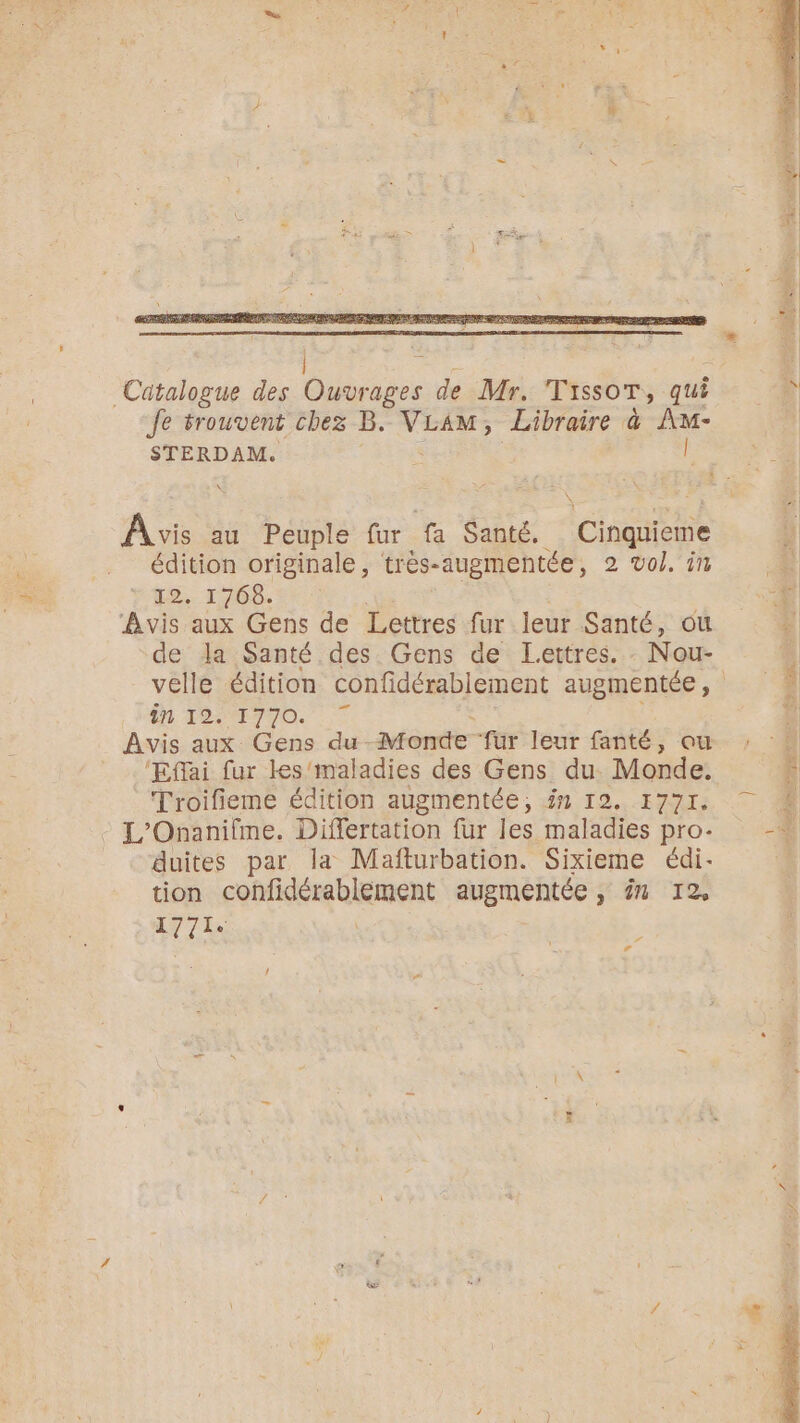 Catalogue des Ouvrages de Mr. TISSOT, qui
ſe trouvent chez B. VLAM, Libraire à AM-
STERDAM.
Avis au Peuple ſur ſa Santé. Cinquieme
édition originale, très-augmentée, 2 vol. in
12. 1768.
Avis aux Gens de Lettres ſur leur Santé, ou
de la Santé des Gens de Lettres. Nou-
velle édition conſidérablement augmentée,
in 12. 1770.
Avis aux Gens du Monde ſur leur ſanté, ou
Eſſai ſur les maladies des Gens du Monde.
Troiſieme édition augmentée, in 12. 1771.
L'Onaniſme. Diſſertation ſur les maladies pro-
duites par la Maſturbation. Sixieme édi-
tion conſidérablement augmentée, in 12.
1771.